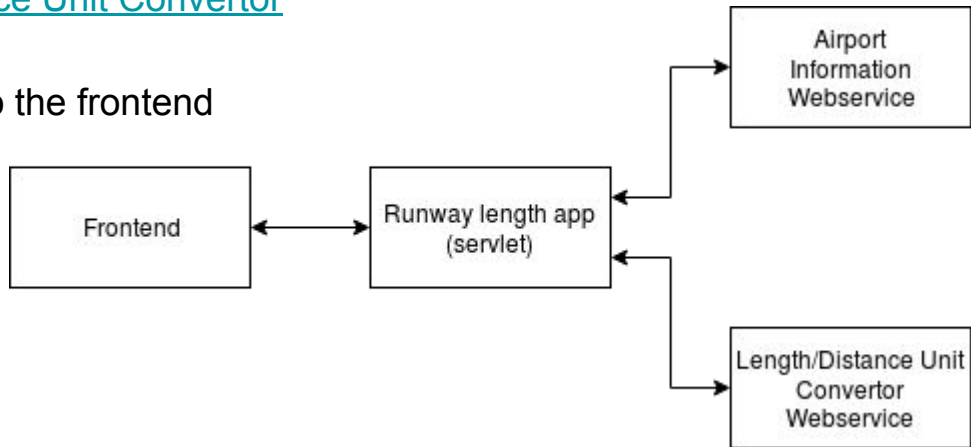 ce Unit Convertor
the frontend
Airport
Information
Webservice
Frontend
Runway length app
(servlet)
Length/Distance Unit
Convertor
Webservice